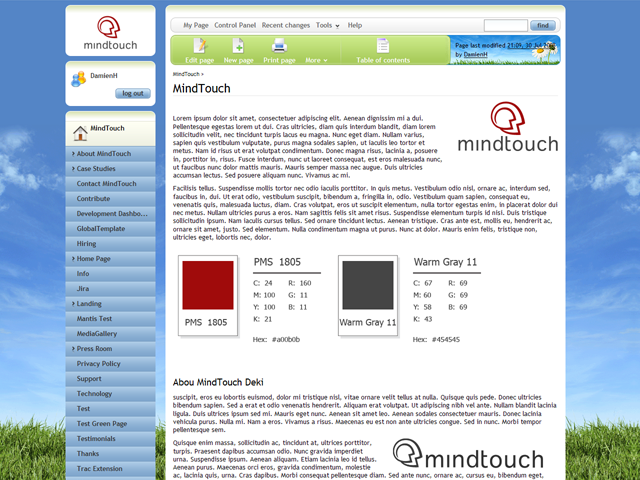 mindtouch
DamienH
log out
MindTouch
About MindTouch
Case Studies
Contact MindTouch
Contribute
Development Dashbo...
GlobalTemplate
Hiring
Home Page
Info
Jira
Landing
Mantis Test
MediaGallery
Press Room
Privacy Policy
Support
Technology
Test
Test Green Page
Testimonials
Thanks
Trac Extension
My Page Control Panel Recent changes Tools Help
find
Edit page New page Print page More Table of contents
Page last modified 21:09, 30 Jul
by DamienH
MindTouch »
MindTouch
mindtouch
Lorem ipsum dolor sit amet, consectetuer adipiscing elit. Aenean dignissim mi a dui.
Pellentesque egestas lorem ut dui. Cras ultricies, diam quis interdum blandit, diam lorem
sollicitudin velit, nec tincidunt turpis lacus eu magna. Nunc eget diam. Nullam varius,
sapien quis vestibulum vulputate, purus magna sodales sapien, ut iaculis leo tortor et
metus. Nam id risus ut erat volutpat condimentum. Donec magna risus, lacinia a, posuere
in, porttitor in, risus. Fusce interdum, nunc ut laoreet consequat, est eros malesuada nunc,
ut faucibus nunc dolor mattis mauris. Mauris semper massa nec augue. Duis ultricies
accumsan lectus. Sed posuere aliquam nunc. Vivamus ac mi.
Facilisis tellus. Suspendisse mollis tortor nec odio iaculis porttitor. In quis metus. Vestibulum odio nisl, ornare ac, interdum sed,
faucibus in, dui. Ut erat odio, vestibulum suscipit, bibendum a, fringilla in, odio. Vestibulum quam sapien, consequat eu,
venenatis quis, malesuada luctus, diam. Cras volutpat, eros ut suscipit elementum, nulla tortor egestas enim, in placerat dolor dui
nec metus. Nullam ultricies purus a eros. Nam sagittis felis sit amet risus. Suspendisse elementum turpis id nisi. Duis tristique
sollicitudin ipsum. Nam iaculis cursus tellus. Sed ornare tincidunt lectus. Aenean tristique. Cras ante est, mollis eu, hendrerit ac,
ornare sit amet, justo. Sed elementum. Nulla condimentum magna ut purus. Nunc at dolor. Mauris enim felis, tristique non,
ultricies eget, lobortis nec, dolor.
PMS 1805
PMS 1805
C: 24 R: 160
M: 100 G: 11
Y: 100 B: 11
K: 21
Hex: #a00b0b
Warm Gray 11
Warm Gray 11
C: 67 R: 69
M: 60 G: 69
Y: 58 B: 69
K: 43
Hex: #454545
Abou MindTouch Deki
suscipit, eros eu lobortis euismod, dolor mi tristique nisl, vitae ornare velit tellus at nulla. Quisque quis pede. Donec ultricies
bibendum sapien. Sed a erat et odio venenatis hendrerit. Aliquam erat volutpat. Ut adipiscing nibh vel ante. Nullam blandit lacinia
ligula. Duis ultrices ipsum sed mi. Mauris eget nunc. Aenean sit amet leo. Aenean sodales consectetuer mauris. Donec lacinia
vehicula purus. Nulla mi. Nam a eros. Vivamus a risus. Maecenas eu est non ante ultricies congue. Sed in nunc. Morbi tempor
pellentesque sem.
Quisque enim massa, sollicitudin ac, tincidunt at, ultrices porttitor,
turpis. Praesent dapibus accumsan odio. Nunc gravida imperdiet
urna. Suspendisse ipsum. Aenean aliquam. Etiam lacinia leo id tellus.
Aenean purus. Maecenas orci eros, gravida condimentum, molestie
ac, lacinia quis, urna. Cras dapibus. Morbi consequat pellentesque diam. Sed ante nunc, ornare ac, cursus eu, bibendum eget,
mindtouch